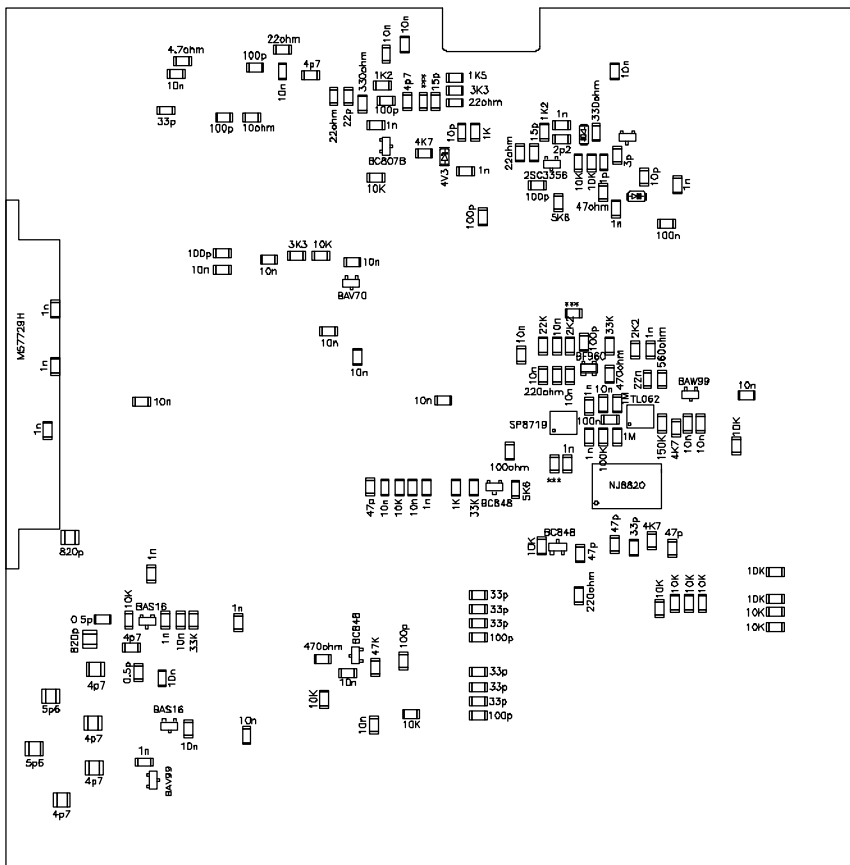 22ohm
4.7ohm
100p
10n
10n
4p7
10n
10n
330ohm
1K2
4p7
***
15p
1K5
3K3
22ohm
10n
33p
100p
10ohm
22ohm
22p
100p
1n
BC807B
10K
4K7
4V3
10p
1K
1n
100p
1K2
15p
1n
2p2
330ohm
22ohm
2SC3356
100p
5K6
10K
10K
1p
3p
10p
1n
47ohm
1n
100n
100p
10n
10n
3K3
10K
10n
BAV70
M57729H
1n
1n
1n
10n
10n
10n
10n
***
10n
22K
10n
2K2
100p
33K
2K2
1n
560ohm
BF960
10n
220ohm
10n
470ohm
22n
BAW99
10n
1n
10n
1M
TL062
SP8719
100n
1n
100K
1M
150K
4K7
10n
10n
10K
100ohm
***
1n
NJ8820
47p
10n
10K
10n
1n
1K
33K
BC848
5K6
820p
1n
10K
BC848
47p
47p
33p
4K7
47p
220ohm
10K
10K
10K
10K
10K
10K
10K
0.5p
10K
BAS16
1n
10n
33K
1n
820p
4p7
0.5p
10n
4p7
5p6
4p7
BAS16
10n
10n
5p6
4p7
1n
BAV99
4p7
33p
33p
33p
100p
470ohm
BC848
10n
47K
100p
10K
10n
10K
33p
33p
33p
100p